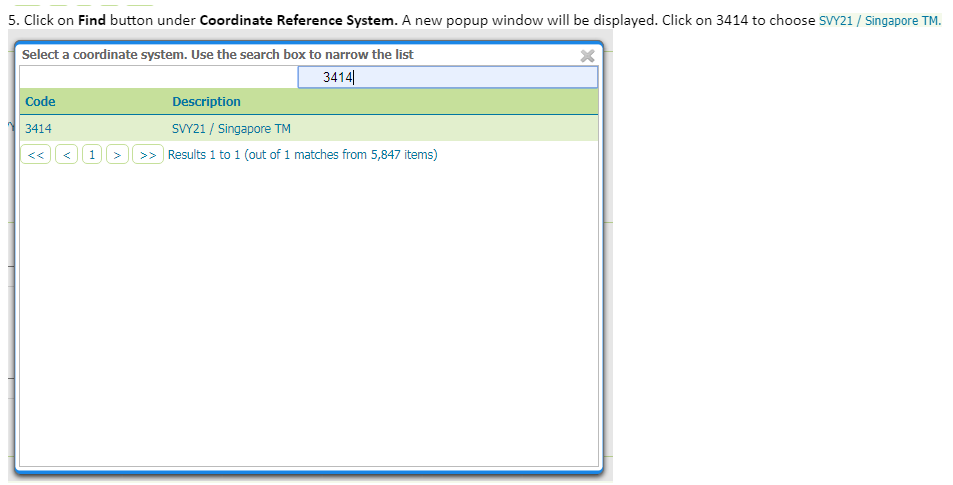 5. Click on Find button under Coordinate Reference System. A new popup window will be displayed. Click on 3414 to choose SVY21 / Singapore TM.
Select a coordinate system. Use the search box to narrow the list
3414
Code Description
3414 SVY21 / Singapore TM
<< < 1 > >> Results 1 to 1 (out of 1 matches from 5,847 items)